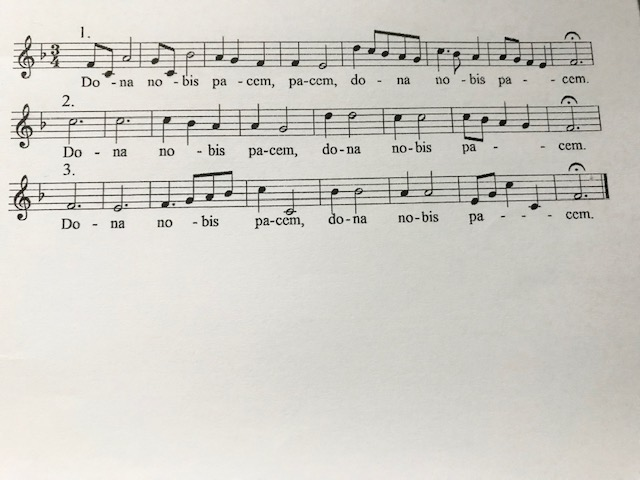 1.
3
4
Do - na no - bis pa - cem, pa - cem, do - na no - bis pa - - cem.
2.
Do - na no - bis pa - cem, do - na no - bis pa - - cem.
3.
Do - na no - bis pa - cem, do - na no - bis pa - - - cem.